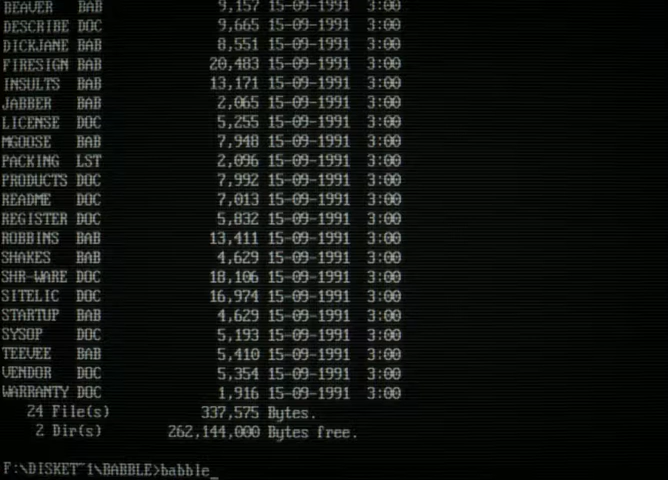 BEAVER BAB 9,157 15-09-1991 3:00
DESCRIBE DOC 9,665 15-09-1991 3:00
DICKJANE BAB 8,551 15-09-1991 3:00
FIRESIGN BAB 20,483 15-09-1991 3:00
INSULTS BAB 13,171 15-09-1991 3:00
JABBER BAB 2,065 15-09-1991 3:00
LICENSE DOC 5,255 15-09-1991 3:00
MGOOSE BAB 7,948 15-09-1991 3:00
PACKING LST 2,096 15-09-1991 3:00
PRODUCTS DOC 7,992 15-09-1991 3:00
README DOC 7,013 15-09-1991 3:00
REGISTER DOC 5,832 15-09-1991 3:00
ROBBINS BAB 13,411 15-09-1991 3:00
SHAKES BAB 4,629 15-09-1991 3:00
SHR-WARE DOC 18,106 15-09-1991 3:00
SITELIC DOC 16,974 15-09-1991 3:00
STARTUP BAB 4,629 15-09-1991 3:00
SYSOP DOC 5,193 15-09-1991 3:00
TEEVEE BAB 5,410 15-09-1991 3:00
VENDOR DOC 5,354 15-09-1991 3:00
WARRANTY DOC 1,916 15-09-1991 3:00
24 File(s) 337,575 Bytes.
2 Dir(s) 262,144,000 Bytes free.
F:\DISKET~1\BABBLE>babble_